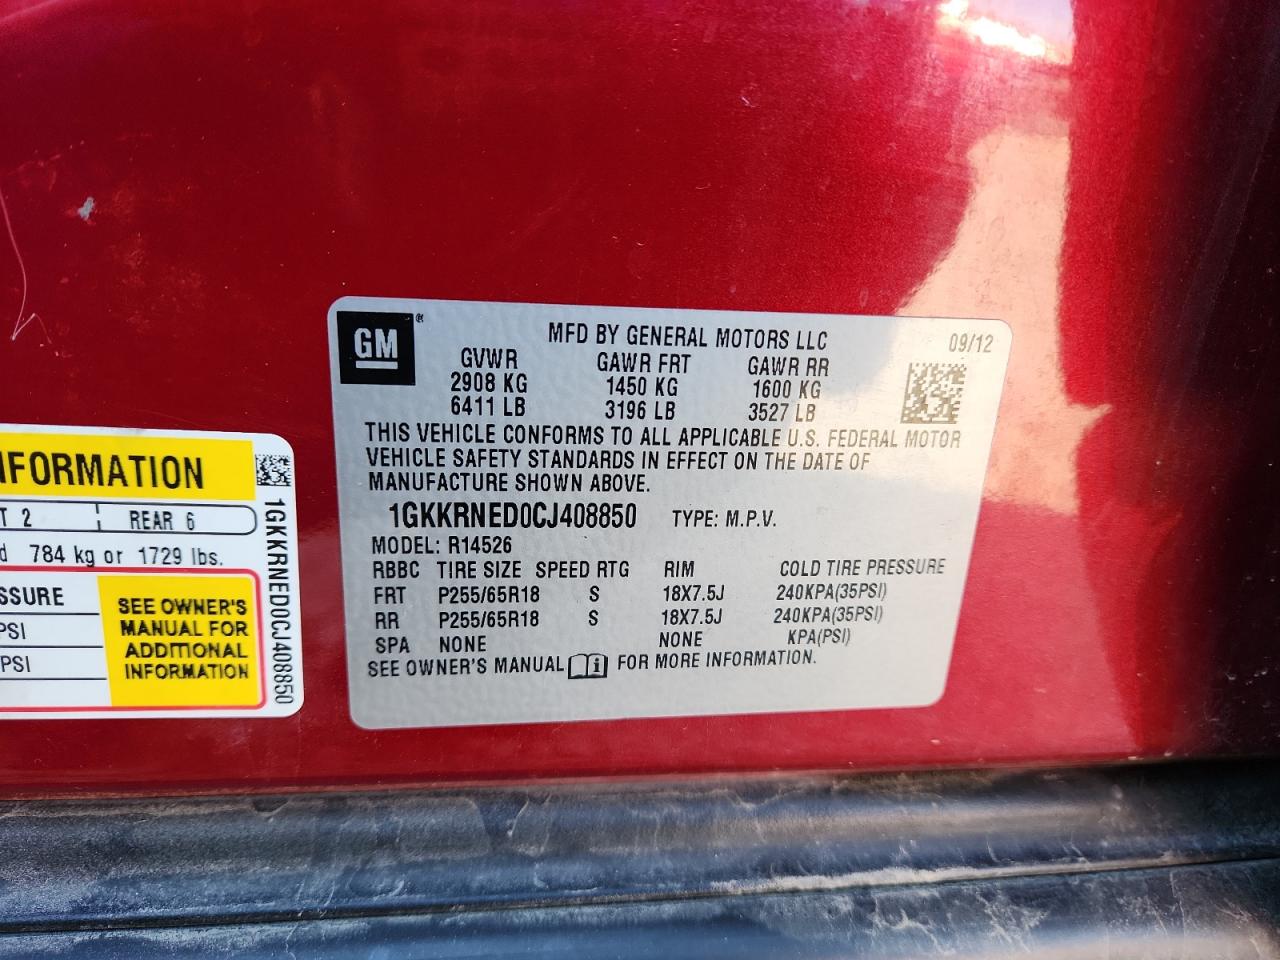 GM®
MFD BY GENERAL MOTORS LLC 09/12
GVWR GAWR FRT GAWR RR
2908 KG 1450 KG 1600 KG
6411 LB 3196 LB 3527 LB
THIS VEHICLE CONFORMS TO ALL APPLICABLE U.S. FEDERAL MOTOR
VEHICLE SAFETY STANDARDS IN EFFECT ON THE DATE OF
MANUFACTURE SHOWN ABOVE.
1GKKRNED0CJ408850 TYPE: M.P.V.
MODEL: R14526
RBBC TIRE SIZE SPEED RTG RIM COLD TIRE PRESSURE
FRT P255/65R18 S 18X7.5J 240KPA(35PSI)
RR P255/65R18 S 18X7.5J 240KPA(35PSI)
SPA NONE NONE KPA(PSI)
SEE OWNER'S MANUAL i FOR MORE INFORMATION.
NFORMATION
T 2 REAR 6
d 784 kg or 1729 lbs.
SSURE
PSI
PSI
SEE OWNER'S
MANUAL FOR
ADDITIONAL
INFORMATION
1GKKRNED0CJ408850